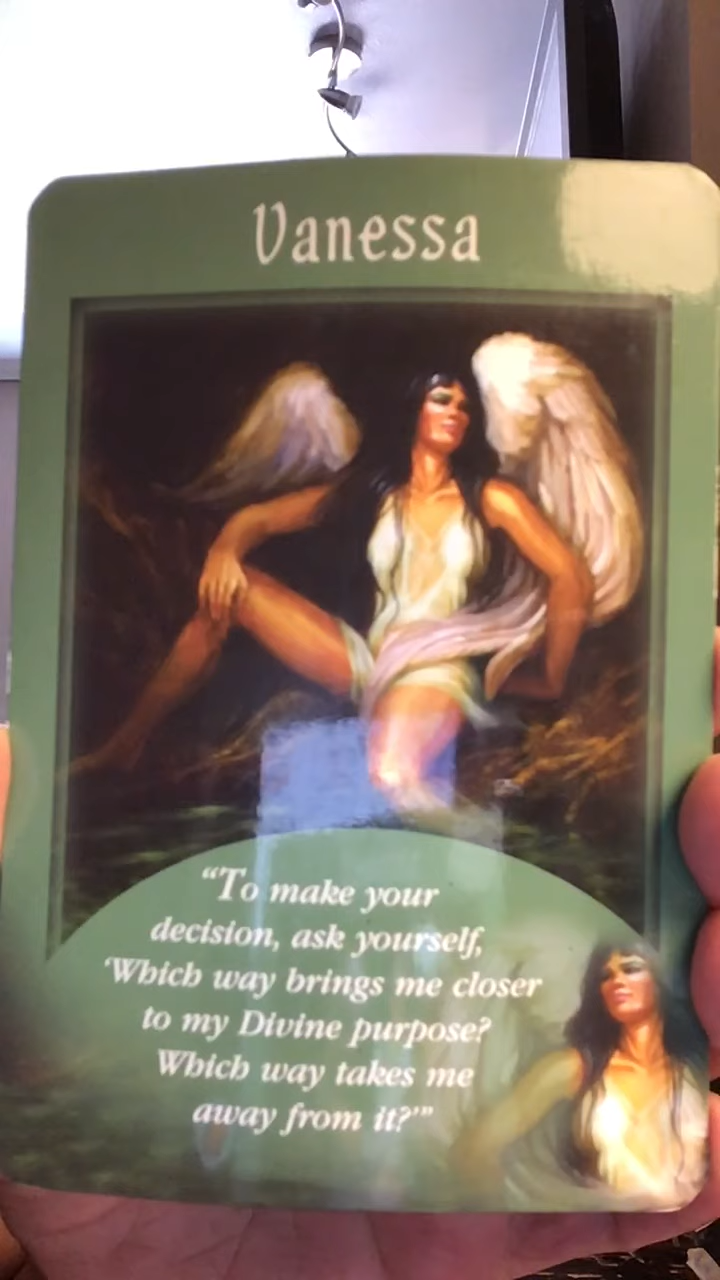 Vanessa
“To make your
decision, ask yourself,
‘Which way brings me closer
to my Divine purpose?
Which way takes me
away from it?’”